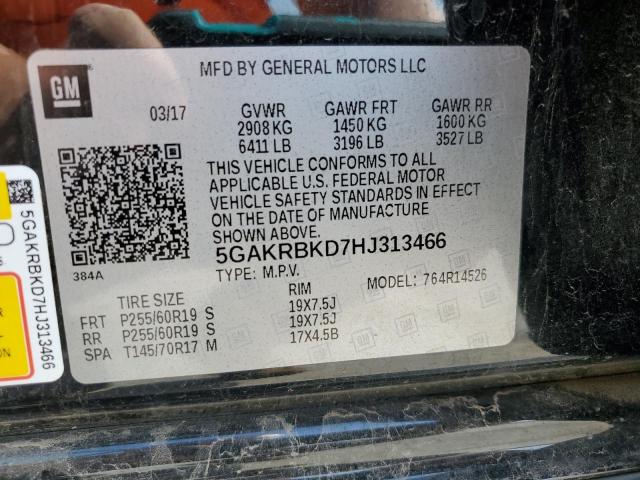 GM
MFD BY GENERAL MOTORS LLC
03/17 GVWR GAWR FRT GAWR RR
2908 KG 1450 KG 1600 KG
6411 LB 3196 LB 3527 LB
THIS VEHICLE CONFORMS TO ALL
APPLICABLE U.S. FEDERAL MOTOR
VEHICLE SAFETY STANDARDS IN EFFECT
ON THE DATE OF MANUFACTURE
SHOWN ABOVE.
384A
5GAKRBKD7HJ313466
TYPE: M.P.V. MODEL: 764R14526
TIRE SIZE RIM
FRT P255/60R19 S 19X7.5J
RR P255/60R19 S 19X7.5J
SPA T145/70R17 M 17X4.5B
5GAKRBKD7HJ313466